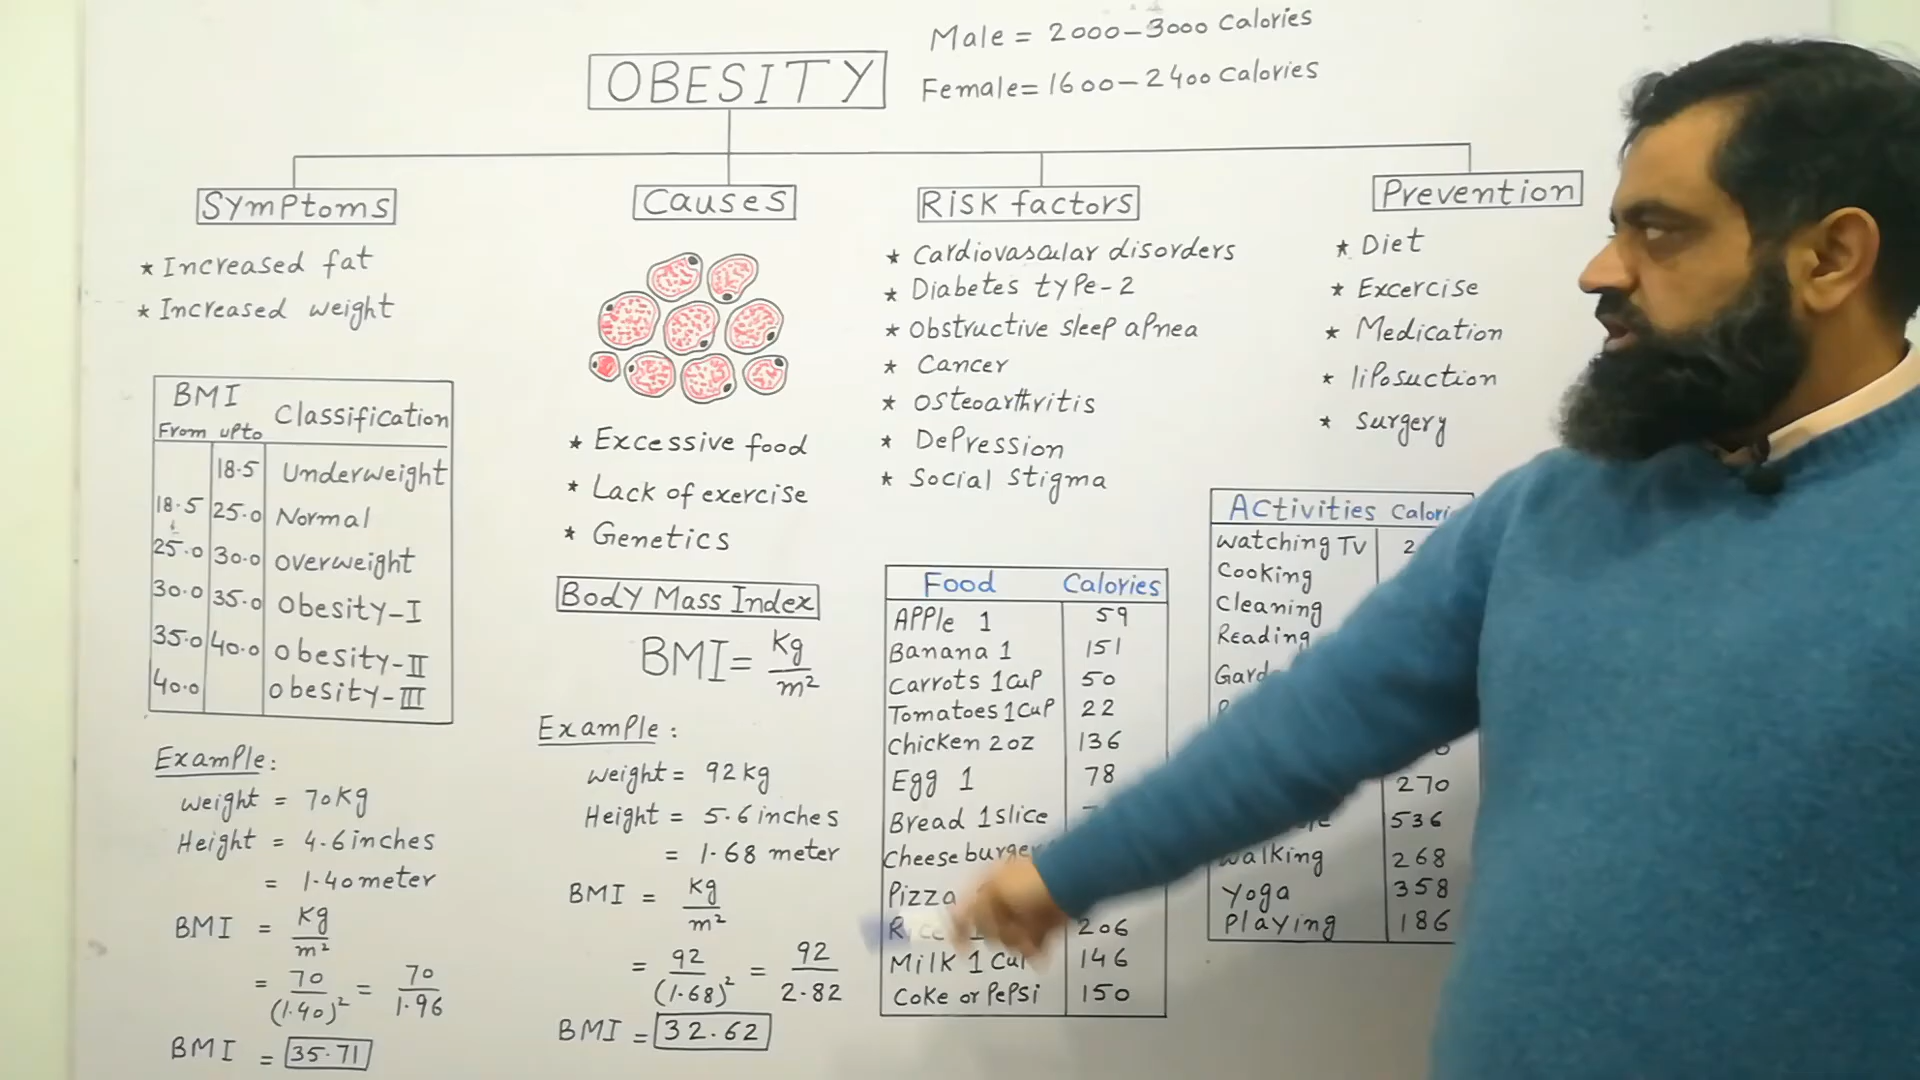 Male = 2000-3000 Calories
Female = 1600-2400 Calories
OBESITY
Symptoms
* Increased fat
* Increased weight
BMI Classification
From upto
18.5 Underweight
18.5 25.0 Normal
25.0 30.0 overweight
30.0 35.0 Obesity-I
35.0 40.0 obesity-II
40.0 obesity-III
Example:
weight = 70kg
Height = 4.6 inches
= 1.40 meter
BMI = kg
m²
= 70 = 70
(1.40)² 1.96
BMI = 35.71
Causes
* Excessive food
* Lack of exercise
* Genetics
Body Mass Index
BMI = kg
m²
Example:
weight = 92kg
Height = 5.6 inches
= 1.68 meter
BMI = kg
m²
= 92 = 92
(1.68)² 2.82
BMI = 32.62
Risk factors
* Cardiovascular disorders
* Diabetes type-2
* Obstructive sleep apnea
* Cancer
* Osteoarthritis
* Depression
* Social stigma
Food Calories
Apple 1 59
Banana 1 151
Carrots 1cup 50
Tomatoes 1cup 22
Chicken 2oz 136
Egg 1 78
Bread 1slice
Cheese burger
Pizza
206
Milk 1 146
Coke or Pepsi 150
Prevention
* Diet
* Excercise
* Medication
* liposuction
* Surgery
Activities
watching TV
Cooking
Cleaning
Reading
270
536
walking 268
Yoga 358
Playing 186